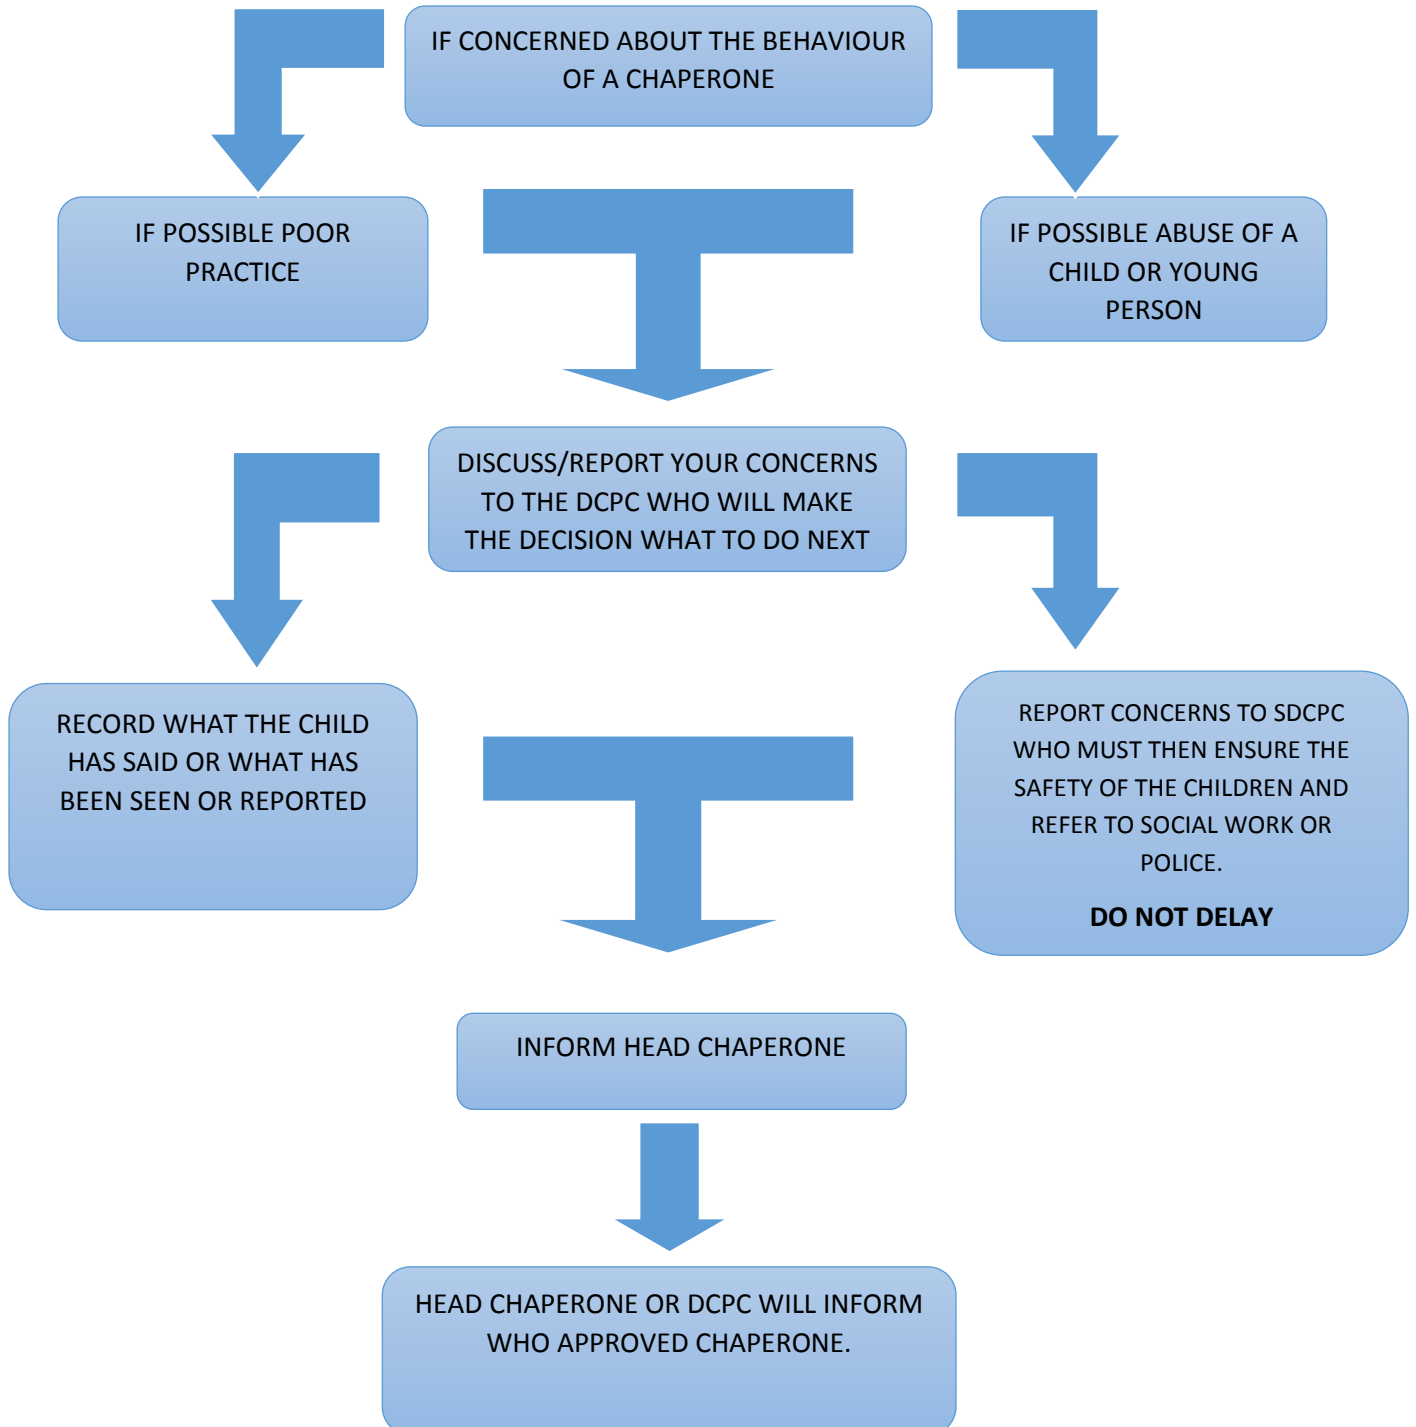 IF CONCERNED ABOUT THE BEHAVIOUR
OF A CHAPERONE
IF POSSIBLE POOR
PRACTICE
IF POSSIBLE ABUSE OF A
CHILD OR YOUNG
PERSON
DISCUSS/REPORT YOUR CONCERNS
TO THE DCPC WHO WILL MAKE
THE DECISION WHAT TO DO NEXT
RECORD WHAT THE CHILD
HAS SAID OR WHAT HAS
BEEN SEEN OR REPORTED
REPORT CONCERNS TO SDCPC
WHO MUST THEN ENSURE THE
SAFETY OF THE CHILDREN AND
REFER TO SOCIAL WORK OR
POLICE.
DO NOT DELAY
INFORM HEAD CHAPERONE
HEAD CHAPERONE OR DCPC WILL INFORM
WHO APPROVED CHAPERONE.